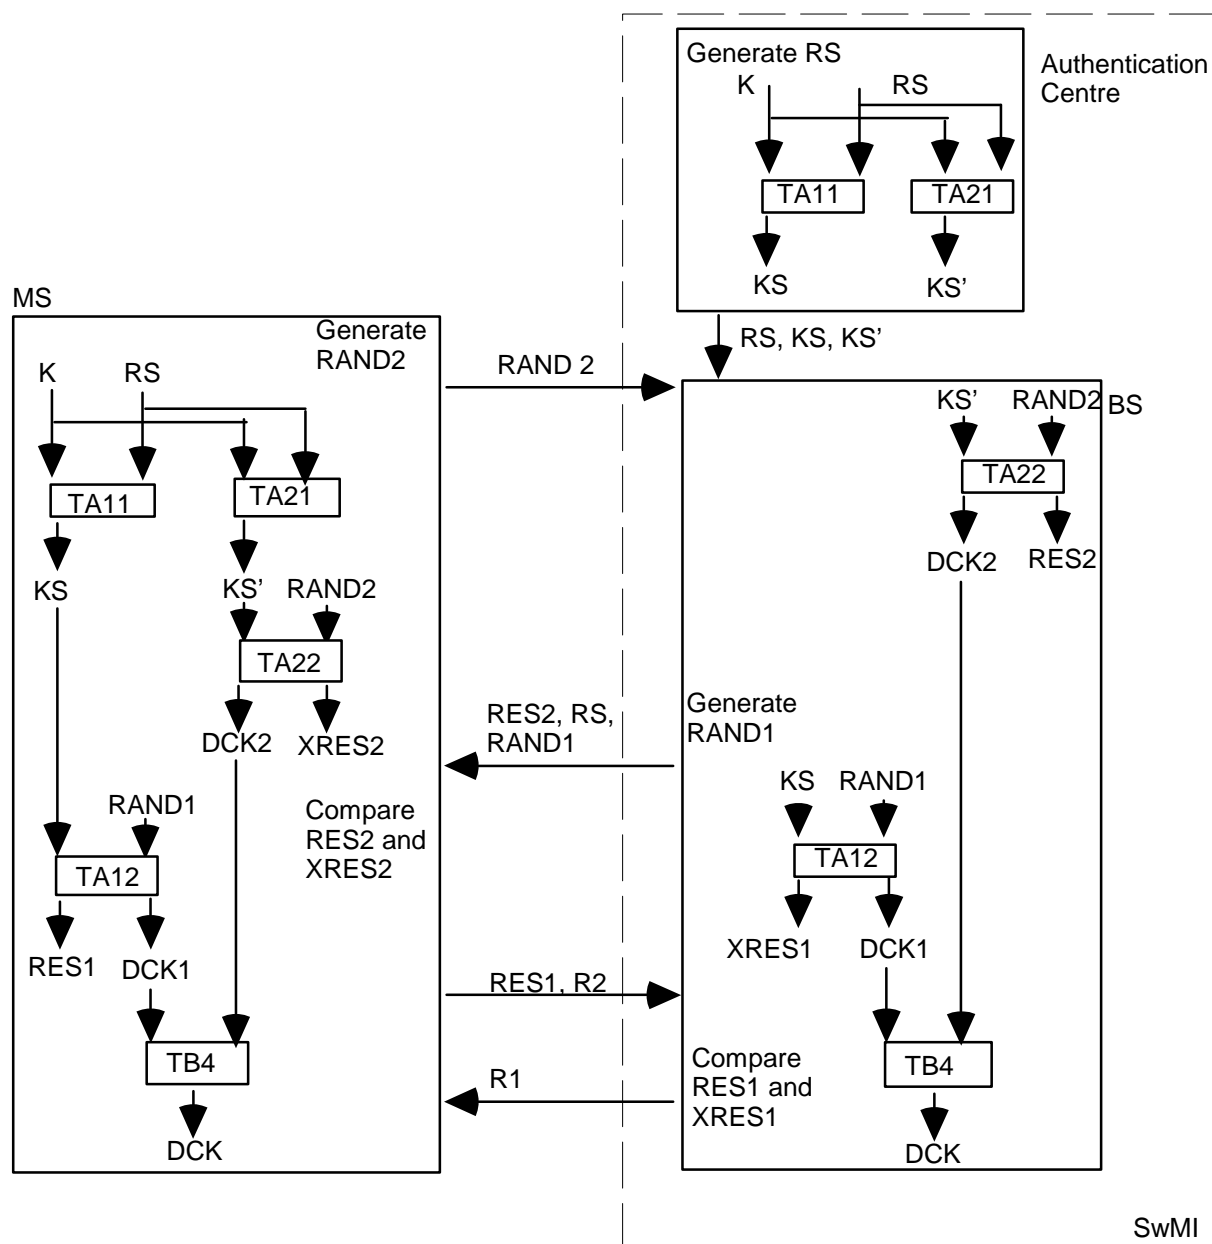 Generate RS
K
RS
Authentication
Centre
TA11
TA21
KS
KS’
RS, KS, KS’
MS
Generate
RAND2
K
RS
TA11
TA21
KS
KS’
RAND2
TA22
DCK2
XRES2
RAND1
Compare
RES2 and
XRES2
TA12
RES1
DCK1
TB4
DCK
RAND 2
RES2, RS,
RAND1
RES1, R2
R1
KS’
RAND2
BS
TA22
DCK2
RES2
Generate
RAND1
KS
RAND1
TA12
XRES1
DCK1
Compare
RES1 and
XRES1
TB4
DCK
SwMI